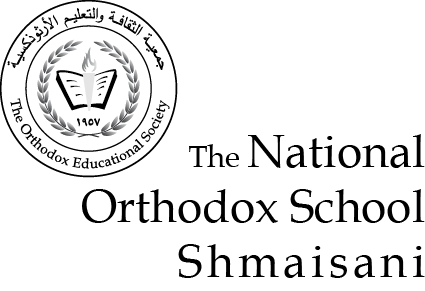 جمعية الثقافة والتعليم الأرثوذكسية
١٩٥٧
The Orthodox Educational Society
The National
Orthodox School
Shmaisani